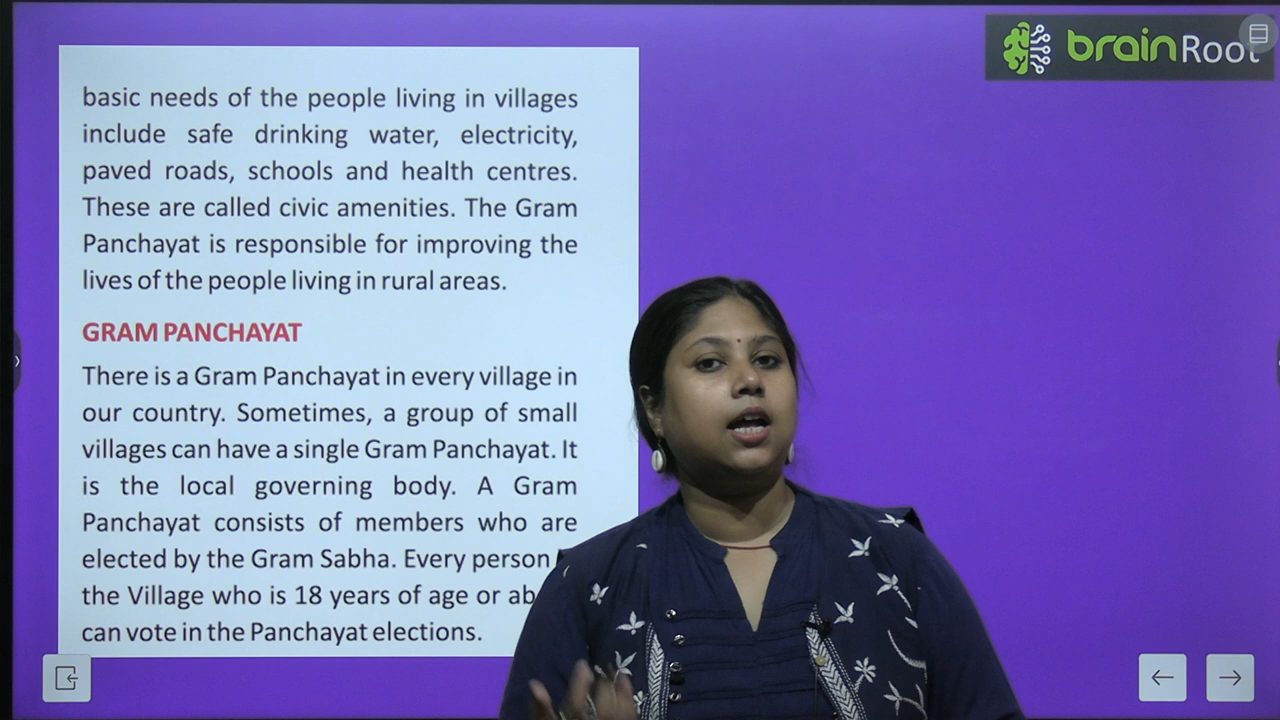 brainRoot
basic needs of the people living in villages
include safe drinking water, electricity,
paved roads, schools and health centres.
These are called civic amenities. The Gram
Panchayat is responsible for improving the
lives of the people living in rural areas.
GRAM PANCHAYAT
There is a Gram Panchayat in every village in
our country. Sometimes, a group of small
villages can have a single Gram Panchayat. It
is the local governing body. A Gram
Panchayat consists of members who are
elected by the Gram Sabha. Every person
the Village who is 18 years of age or
can vote in the Panchayat elections.